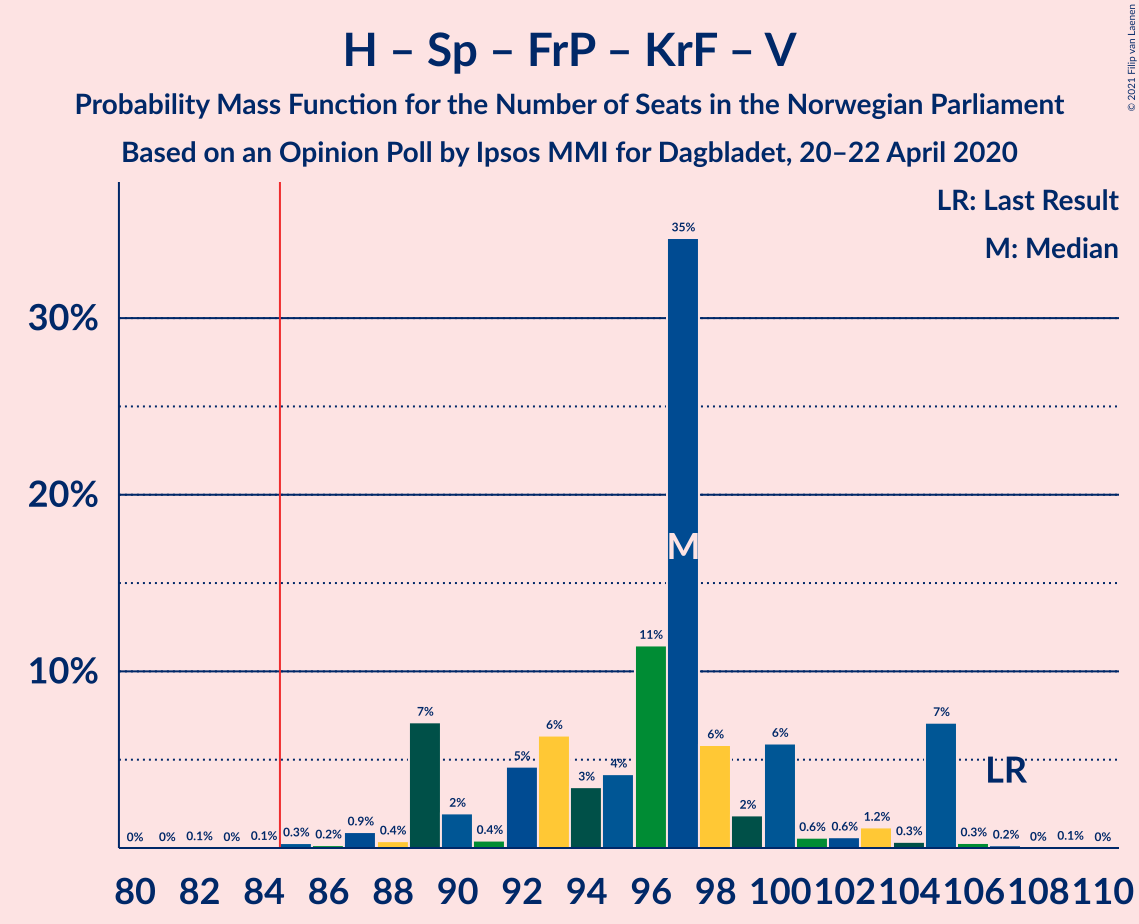 © 2021 Filip van Laenen
H – Sp – FrP – KrF – V
Probability Mass Function for the Number of Seats in the Norwegian Parliament
Based on an Opinion Poll by Ipsos MMI for Dagbladet, 20–22 April 2020
LR: Last Result
M: Median
30%
20%
10%
0% 0% 0.1% 0% 0.1% 0.3% 0.2% 0.9% 0.4% 7% 2% 0.4% 5% 6% 3% 4% 11% 35% 6% 2% 6% 0.6% 0.6% 1.2% 0.3% 7% 0.3% 0.2% 0% 0.1% 0%
M
LR
80 82 84 86 88 90 92 94 96 98 100 102 104 106 108 110